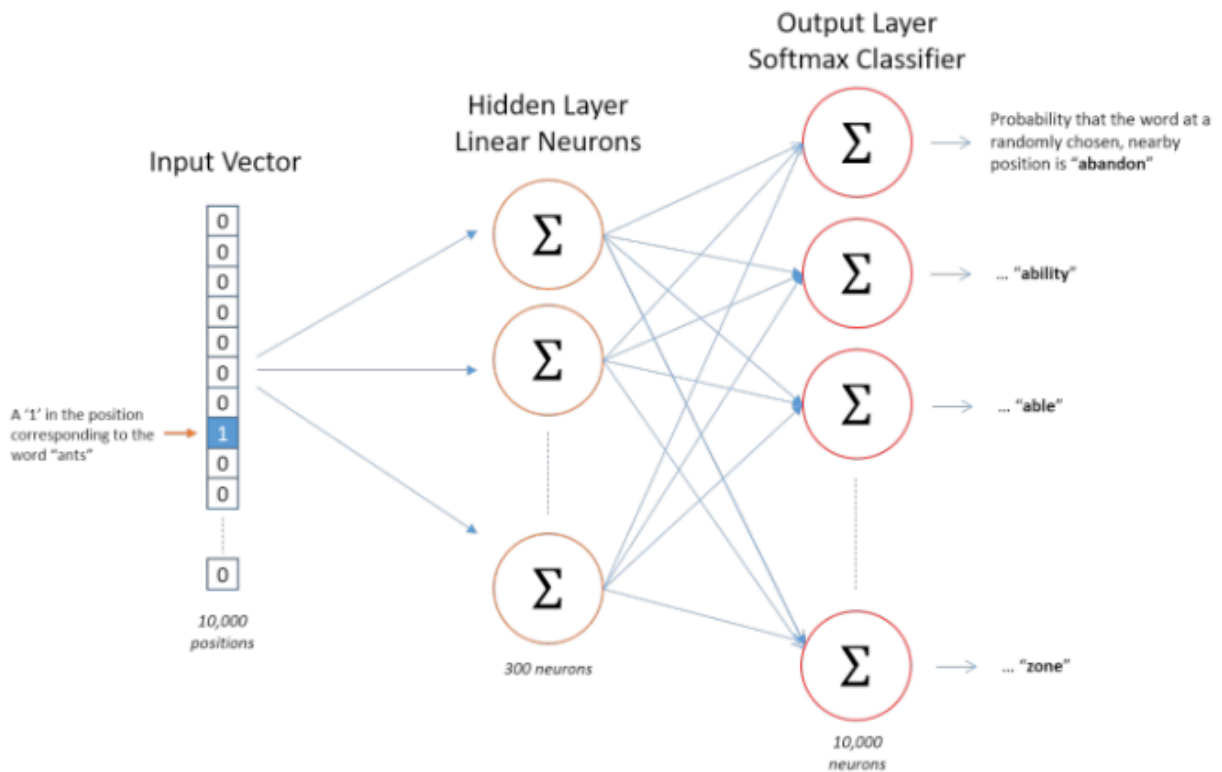 Output Layer
Softmax Classifier
Hidden Layer
Linear Neurons
Input Vector
Σ
Probability that the word at a
randomly chosen, nearby
position is “abandon”
0
0
0
0
0
0
0
1
0
0
0
A ‘1’ in the position
corresponding to the
word “ants”
Σ
Σ
Σ
Σ
... “ability”
Σ
... “able”
Σ
... “zone”
10,000
positions
300 neurons
10,000
neurons